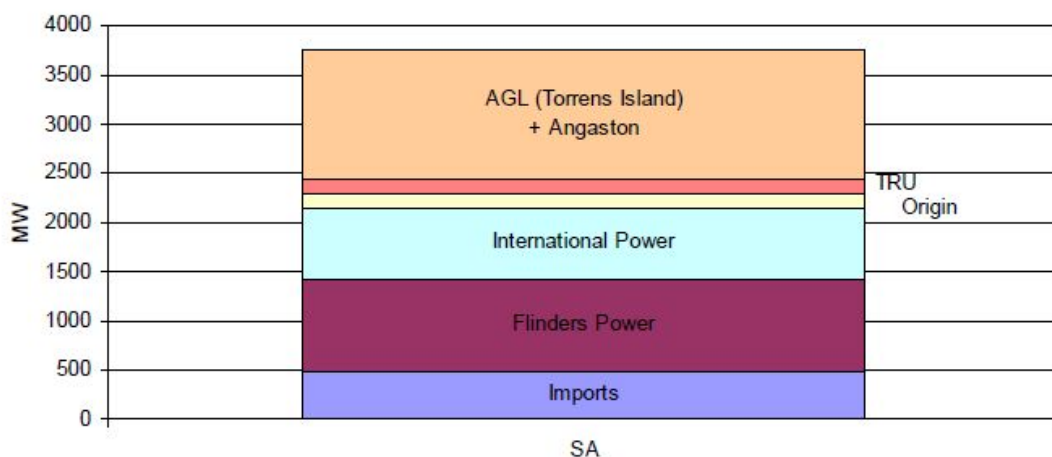 4000
3500
3000
2500
2000
1500
1000
500
0
MW
AGL (Torrens Island)
+ Angaston
TRU
Origin
International Power
Flinders Power
Imports
SA